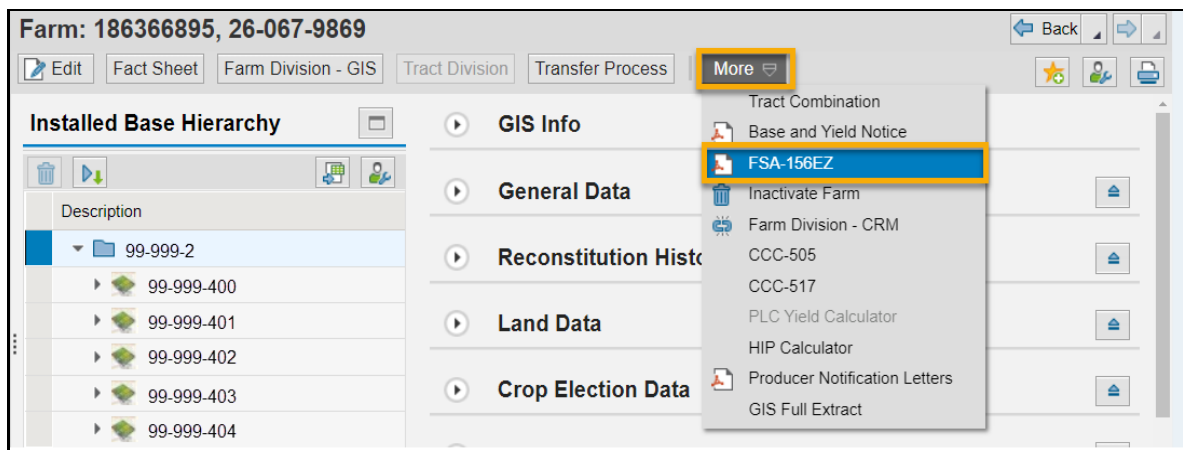 Farm: 186366895, 26-067-9869
Back
Edit
Fact Sheet
Farm Division - GIS
Tract Division
Transfer Process
More
Installed Base Hierarchy
Description
99-999-2
99-999-400
99-999-401
99-999-402
99-999-403
99-999-404
GIS Info
General Data
Reconstitution Histo
Land Data
Crop Election Data
Tract Combination
Base and Yield Notice
FSA-156EZ
Inactivate Farm
Farm Division - CRM
CCC-505
CCC-517
PLC Yield Calculator
HIP Calculator
Producer Notification Letters
GIS Full Extract